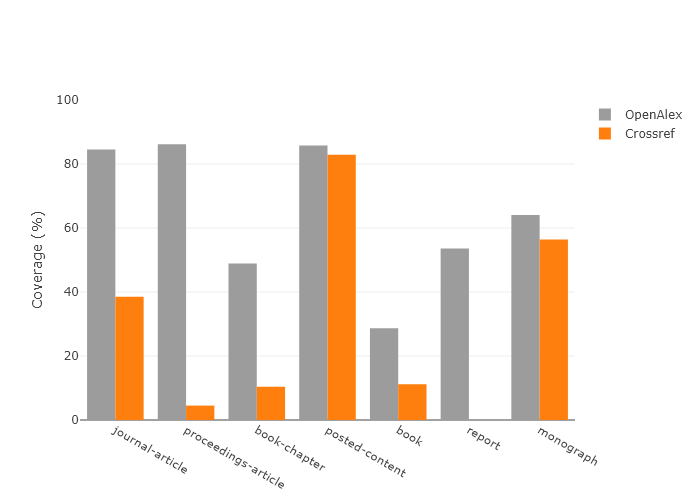 100
80
60
40
20
0
Coverage (%)
OpenAlex
Crossref
journal-article
proceedings-article
book-chapter
posted-content
book
report
monograph